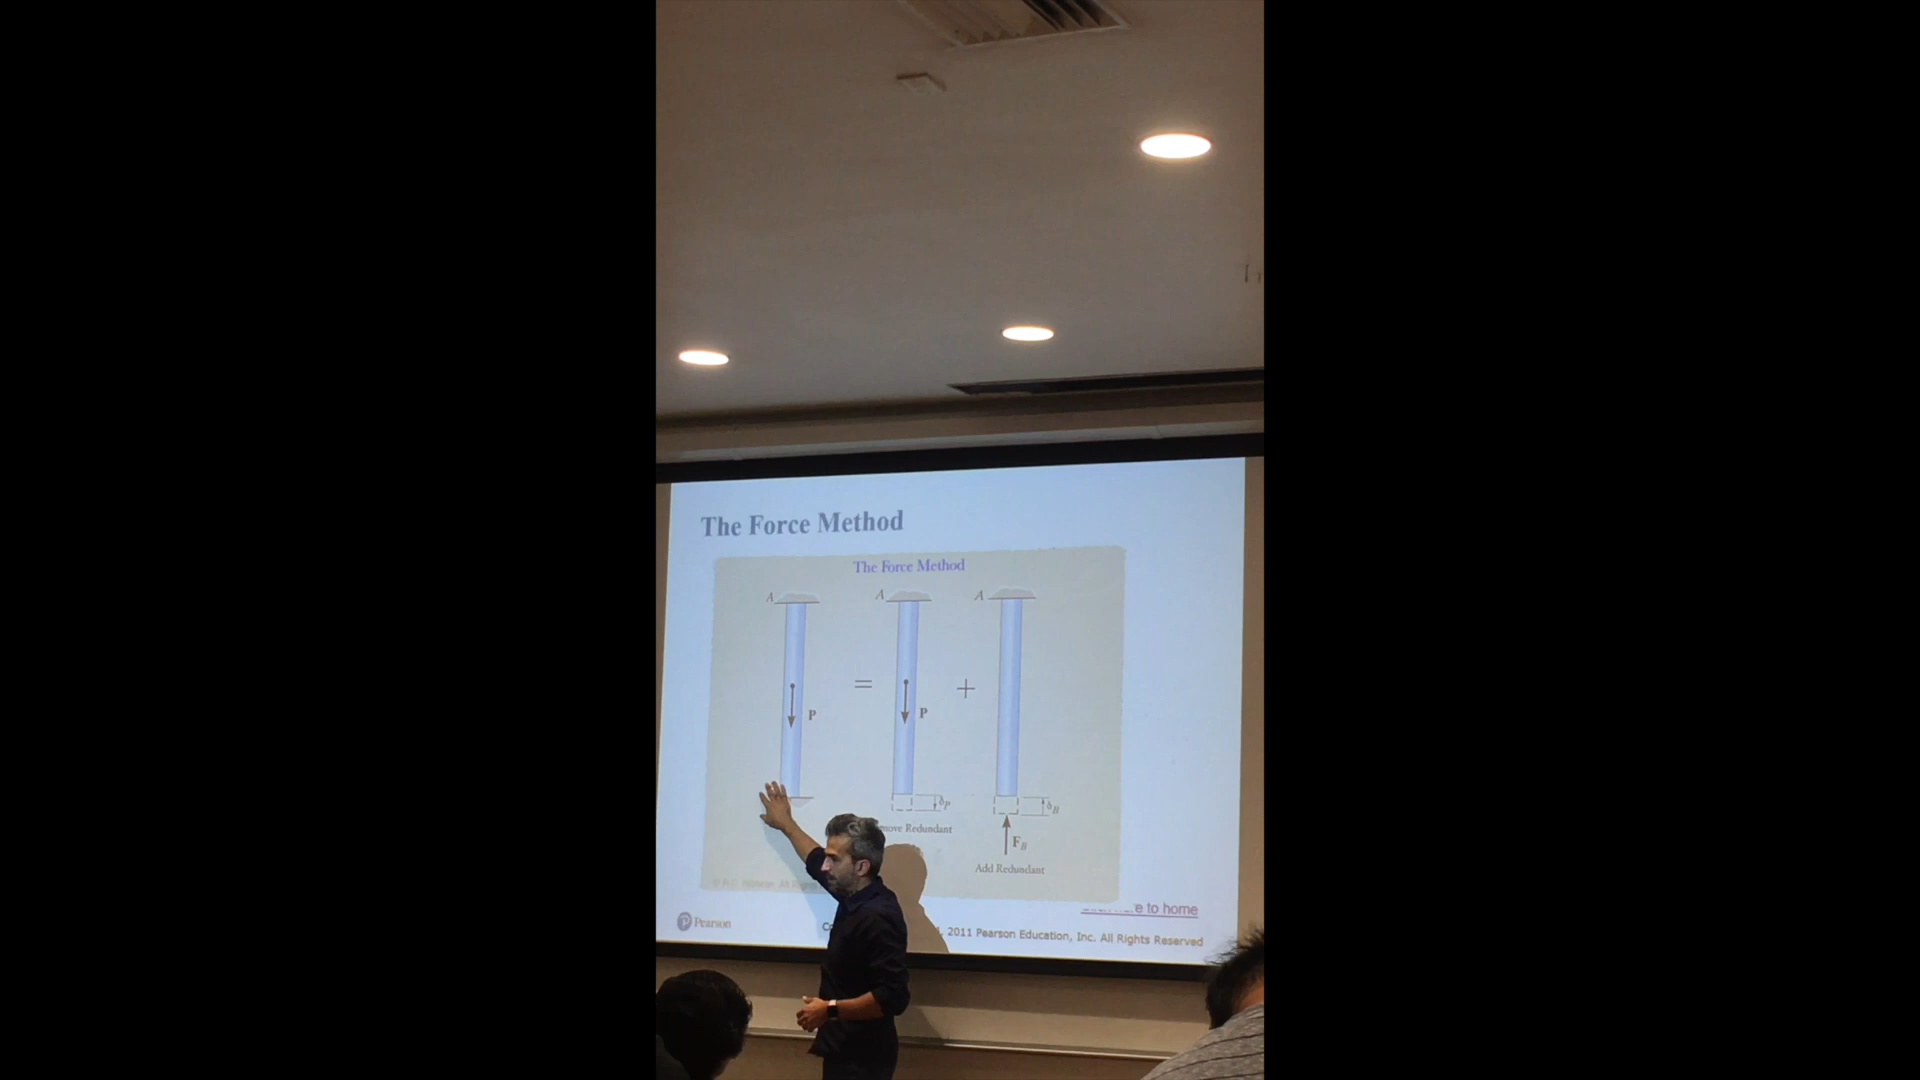 The Force Method
The Force Method
A
A
A
P
=
P
+
δP
δB
move Redundant
FB
Add Redundant
e to home
Pearson
2011 Pearson Education, Inc. All Rights Reserved